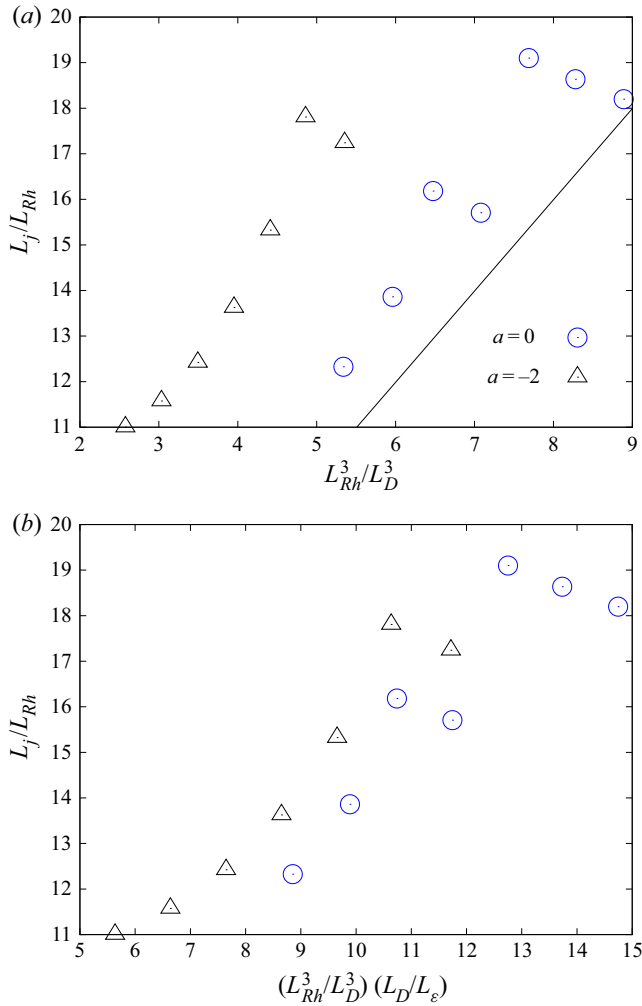 (a)
20
19
18
17
16
15
14
13
12
11
L_j/L_{Rh}
a = 0
a = –2
2 3 4 5 6 7 8 9
L_{Rh}^3/L_D^3
(b)
20
19
18
17
16
15
14
13
12
11
L_j/L_{Rh}
5 6 7 8 9 10 11 12 13 14 15
(L_{Rh}^3/L_D^3) (L_D/L_ε)